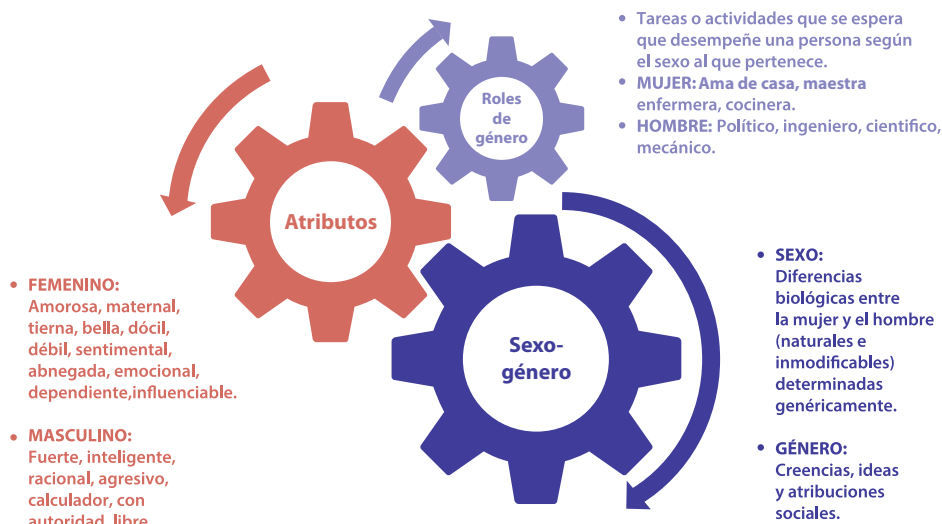 • Tareas o actividades que se espera
que desempeñe una persona según
el sexo al que pertenece.
• MUJER: Ama de casa, maestra
enfermera, cocinera.
• HOMBRE: Político, ingeniero, cientifico,
mecánico.
Roles
de
género
Atributos
• FEMENINO:
Amorosa, maternal,
tierna, bella, dócil,
débil, sentimental,
abnegada, emocional,
dependiente,influenciable.
• MASCULINO:
Fuerte, inteligente,
racional, agresivo,
calculador, con
autoridad, libre
Sexo-
género
• SEXO:
Diferencias
biológicas entre
la mujer y el hombre
(naturales e
inmodificables)
determinadas
genéricamente.
• GÉNERO:
Creencias, ideas
y atribuciones
sociales.